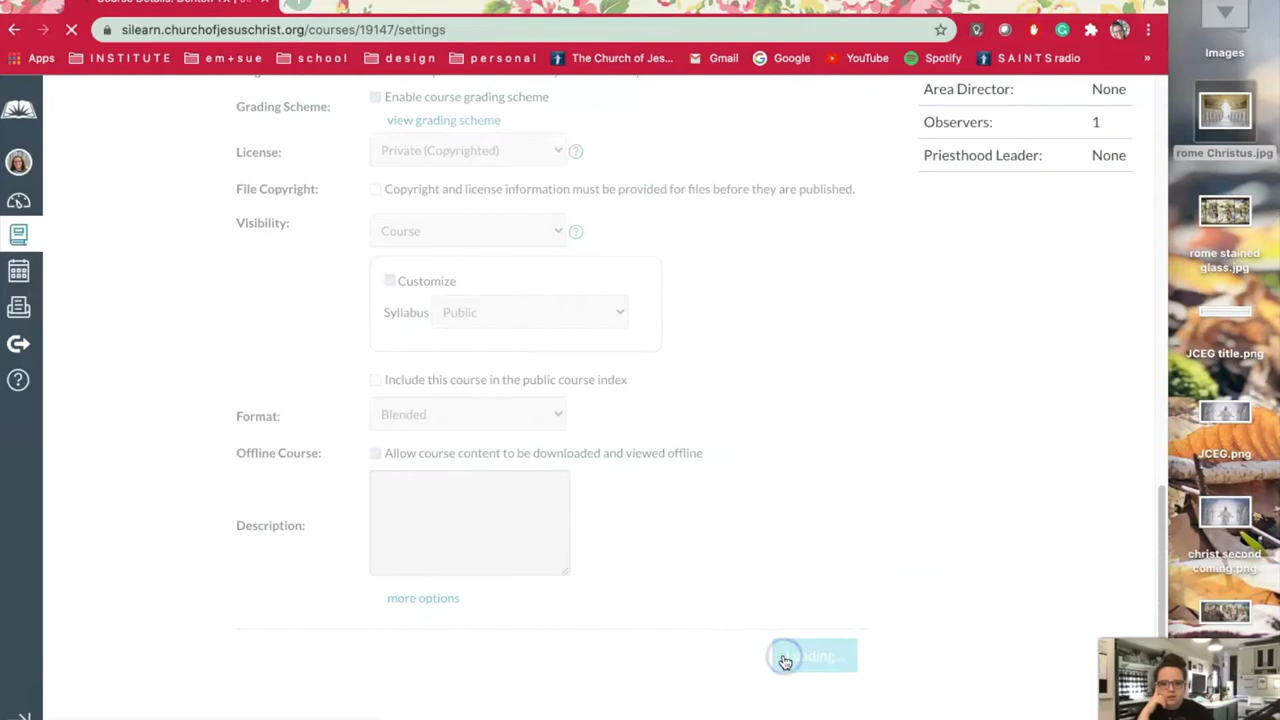 Course Details: Denton TX
silearn.churchofjesuschrist.org/courses/19147/settings
Apps INSTITUTE em+sue school design personal The Church of Jes... Gmail Google YouTube Spotify SAINTS radio »
Images
Grading Scheme: Enable course grading scheme
view grading scheme
License: Private (Copyrighted)
File Copyright: Copyright and license information must be provided for files before they are published.
Visibility: Course
Customize
Syllabus Public
Include this course in the public course index
Format: Blended
Offline Course: Allow course content to be downloaded and viewed offline
Description:
more options
Loading...
Area Director: None
Observers: 1
Priesthood Leader: None
rome Christus.jpg
rome stained
glass.jpg
JCEG title.png
JCEG.png
christ second
coming.png